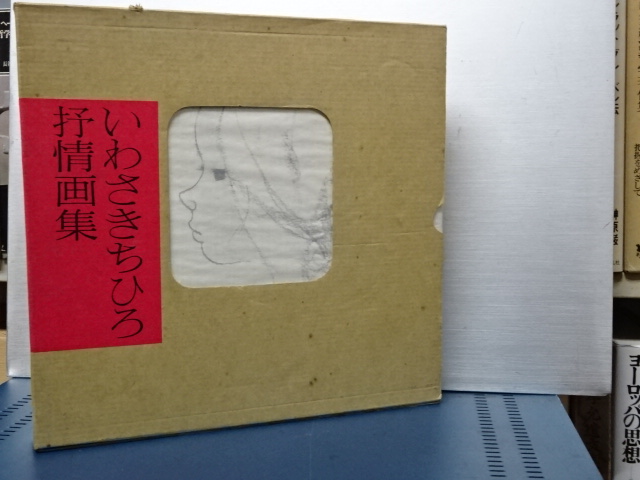 いわさきちひろ
抒情画集
ヨーロッパの思想